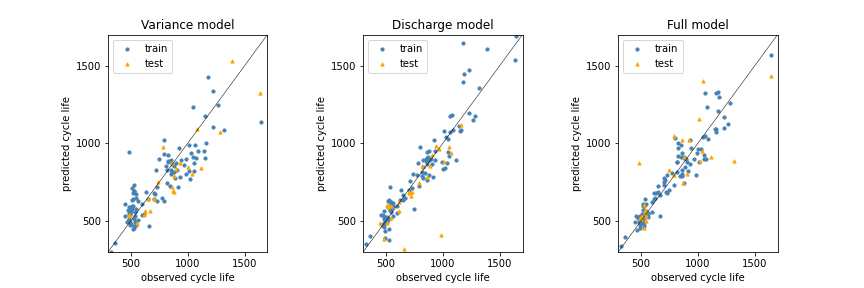 Variance model
train
test
1500
1000
500
500
1000
1500
predicted cycle life
observed cycle life
Discharge model
train
test
1500
1000
500
500
1000
1500
predicted cycle life
observed cycle life
Full model
train
test
1500
1000
500
500
1000
1500
predicted cycle life
observed cycle life